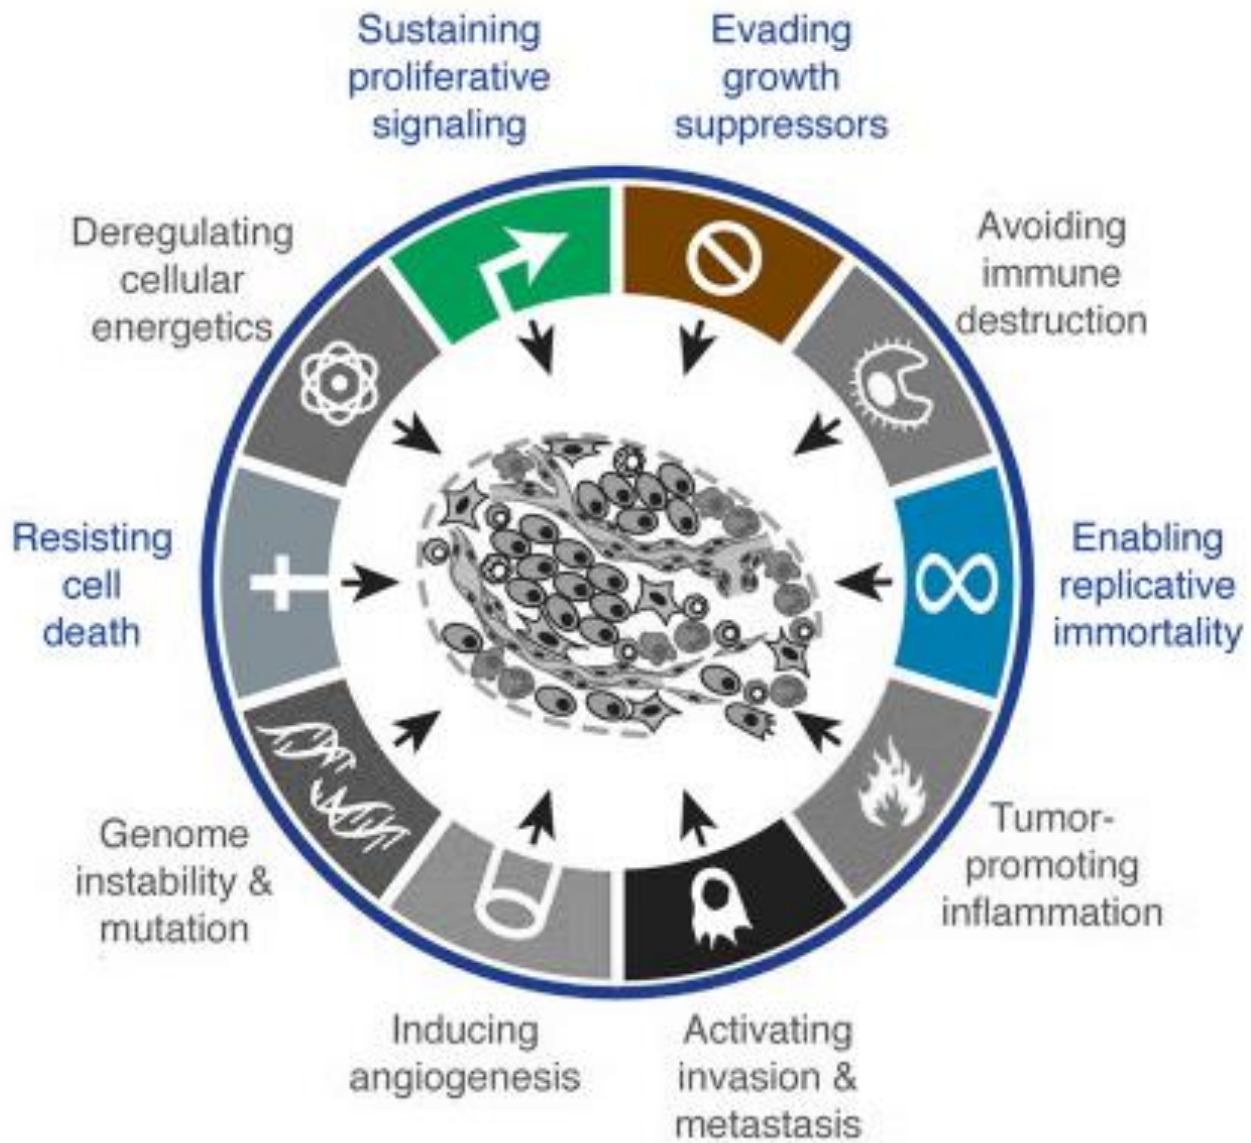 Sustaining
proliferative
signaling
Evading
growth
suppressors
Deregulating
cellular
energetics
Avoiding
immune
destruction
Resisting
cell
death
Enabling
replicative
immortality
Genome
instability &
mutation
Tumor-
promoting
inflammation
Inducing
angiogenesis
Activating
invasion &
metastasis